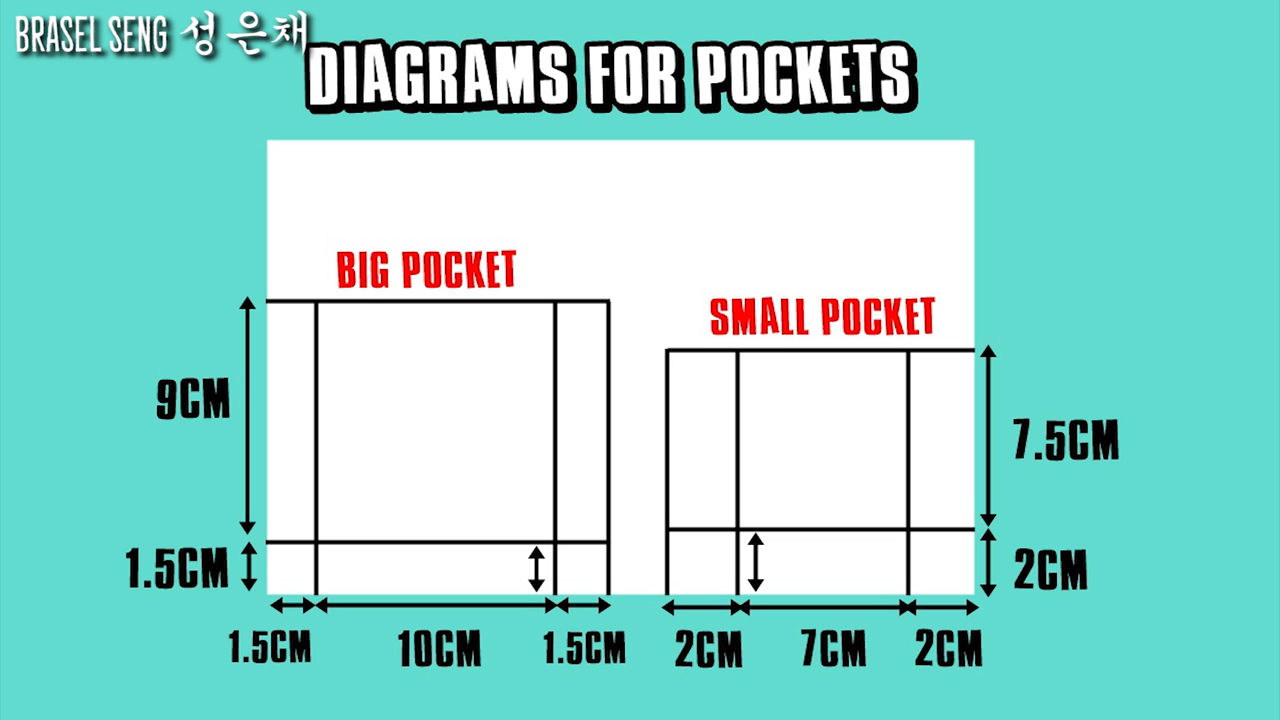 BRASEL SENG 성은채
DIAGRAMS FOR POCKETS
BIG POCKET
SMALL POCKET
9CM
7.5CM
1.5CM
2CM
1.5CM 10CM 1.5CM 2CM 7CM 2CM